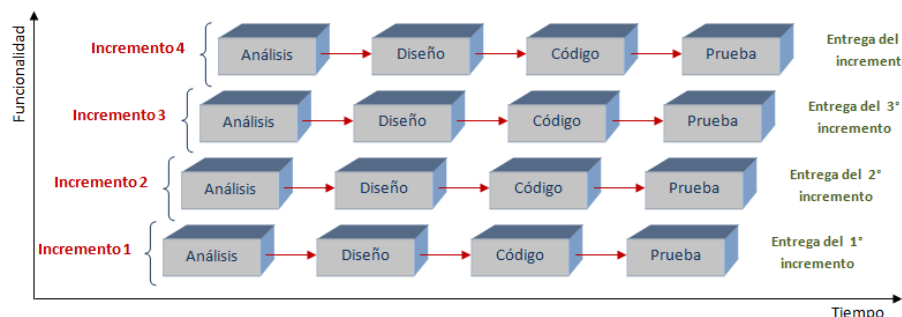 Funcionalidad
Incremento 4
Análisis
Diseño
Código
Prueba
Entrega del
increment
Incremento 3
Análisis
Diseño
Código
Prueba
Entrega del 3°
incremento
Incremento 2
Análisis
Diseño
Código
Prueba
Entrega del 2°
incremento
Incremento 1
Análisis
Diseño
Código
Prueba
Entrega del 1°
incremento
Tiempo